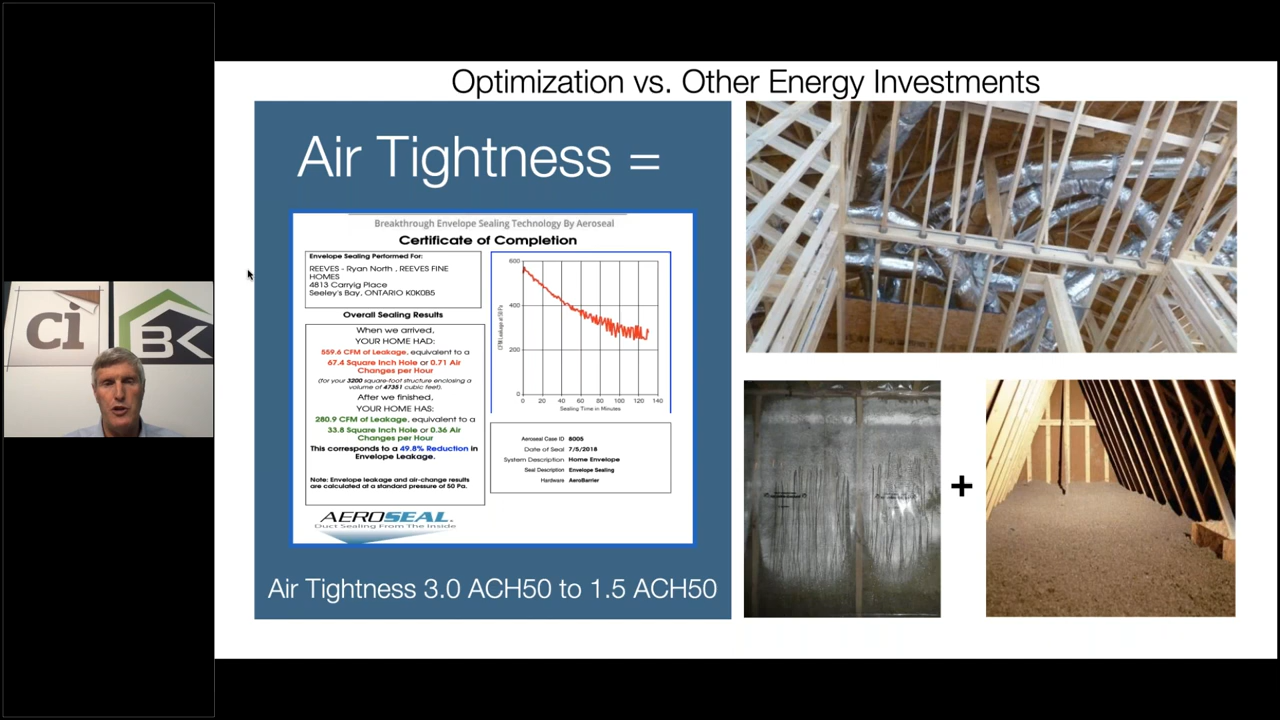 Optimization vs. Other Energy Investments
Air Tightness =
Breakthrough Envelope Sealing Technology By Aeroseal
Certificate of Completion
Envelope Sealing Performed For:
REEVES - Ryan North , REEVES FINE
HOMES
4813 Carryig Place
Seeley's Bay, ONTARIO K0K0B5
Overall Sealing Results
When we arrived,
YOUR HOME HAD:
559.6 CFM of Leakage, equivalent to a
67.4 Square Inch Hole or 0.71 Air
Changes per Hour
(for your 3200 square-foot structure enclosing a
volume of 47351 cubic feet).
After we finished,
YOUR HOME HAS:
280.9 CFM of Leakage, equivalent to a
33.8 Square Inch Hole or 0.36 Air
Changes per Hour
This corresponds to a 49.8% Reduction in
Envelope Leakage.
Note: Envelope leakage and air-change results
are calculated at a standard pressure of 50 Pa.
AEROSEAL.
Duct Sealing From The Inside
CFM Leakage at 50 Pa
600
400
200
0
0 20 40 60 80 100 120 140
Sealing Time in Minutes
Aeroseal Case ID 8005
Date of Seal 7/5/2018
System Description Home Envelope
Seal Description Envelope Sealing
Hardware AeroBarrier
Air Tightness 3.0 ACH50 to 1.5 ACH50
+
ci
BK